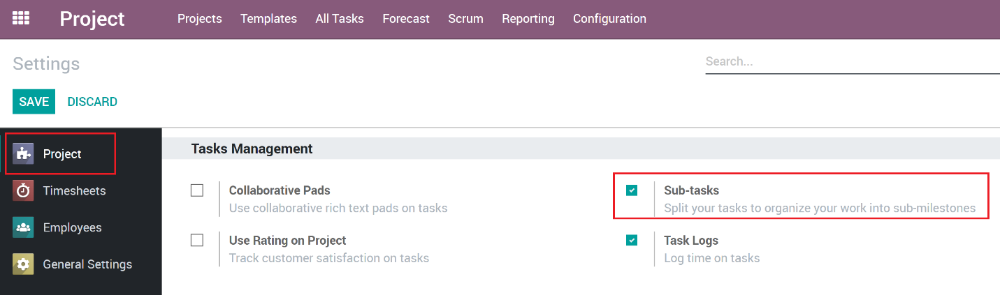 Project Projects Templates All Tasks Forecast Scrum Reporting Configuration
Settings Search...
SAVE DISCARD
Project
Timesheets
Employees
General Settings
Tasks Management
Collaborative Pads
Use collaborative rich text pads on tasks
Sub-tasks
Split your tasks to organize your work into sub-milestones
Use Rating on Project
Track customer satisfaction on tasks
Task Logs
Log time on tasks